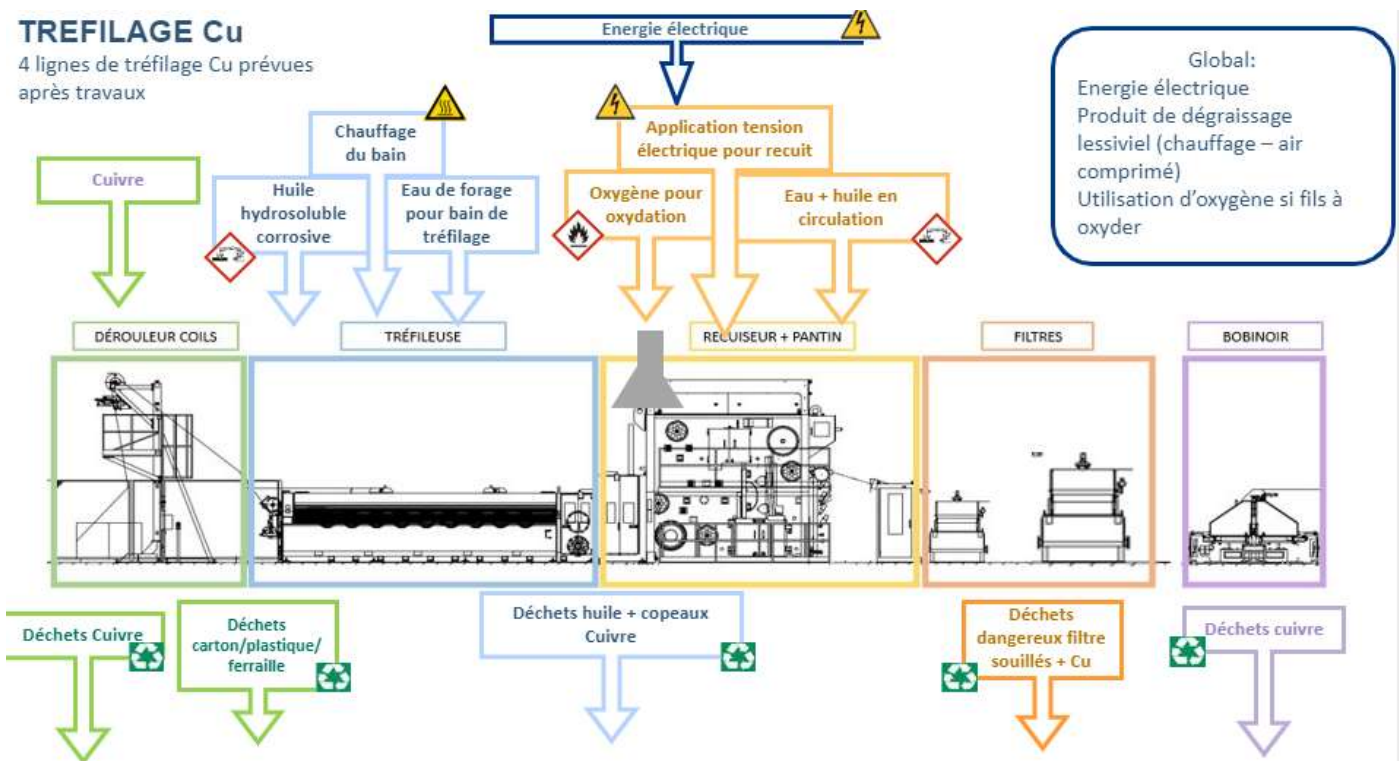 TREFILAGE Cu
4 lignes de tréfilage Cu prévues
après travaux
Energie électrique
Global:
Energie électrique
Produit de dégraissage
lessiviel (chauffage – air
comprimé)
Utilisation d’oxygène si fils à
oxyder
Cuivre
Chauffage
du bain
Huile
hydrosoluble
corrosive
Eau de forage
pour bain de
tréfilage
Application tension
électrique pour recuit
Oxygène pour
oxydation
Eau + huile en
circulation
DÉROULEUR COILS
TRÉFILEUSE
RECUISEUR + PANTIN
FILTRES
BOBINOIR
Déchets Cuivre
Déchets
carton/plastique/
ferraille
Déchets huile + copeaux
Cuivre
Déchets
dangereux filtre
souillés + Cu
Déchets cuivre